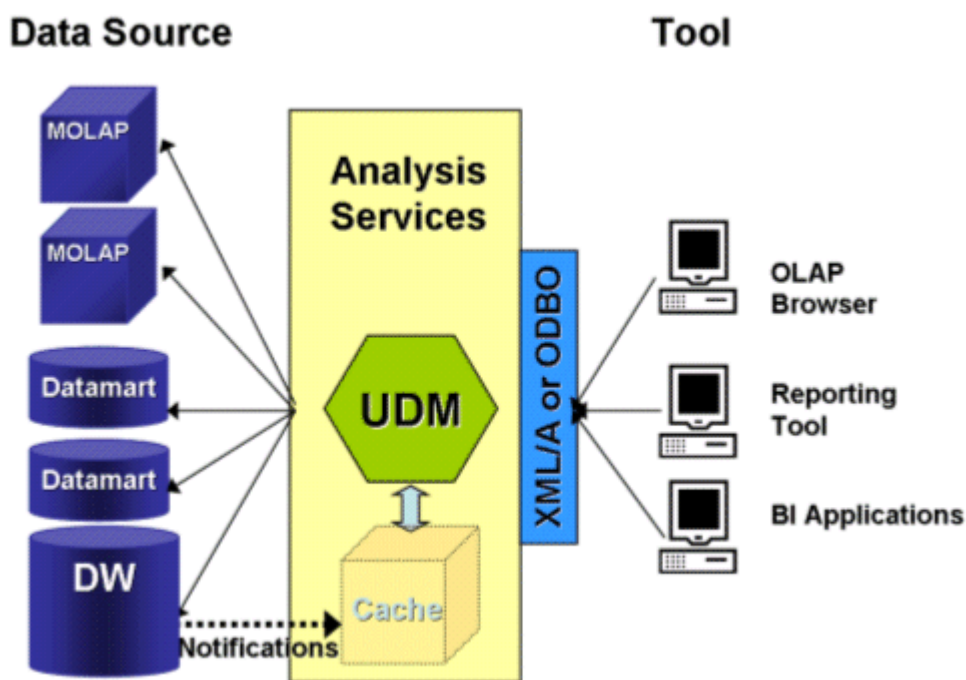 Data Source
Tool
MOLAP
MOLAP
Datamart
Datamart
DW
Notifications
Analysis
Services
UDM
Cache
XML/A or ODBO
OLAP
Browser
Reporting
Tool
BI Applications